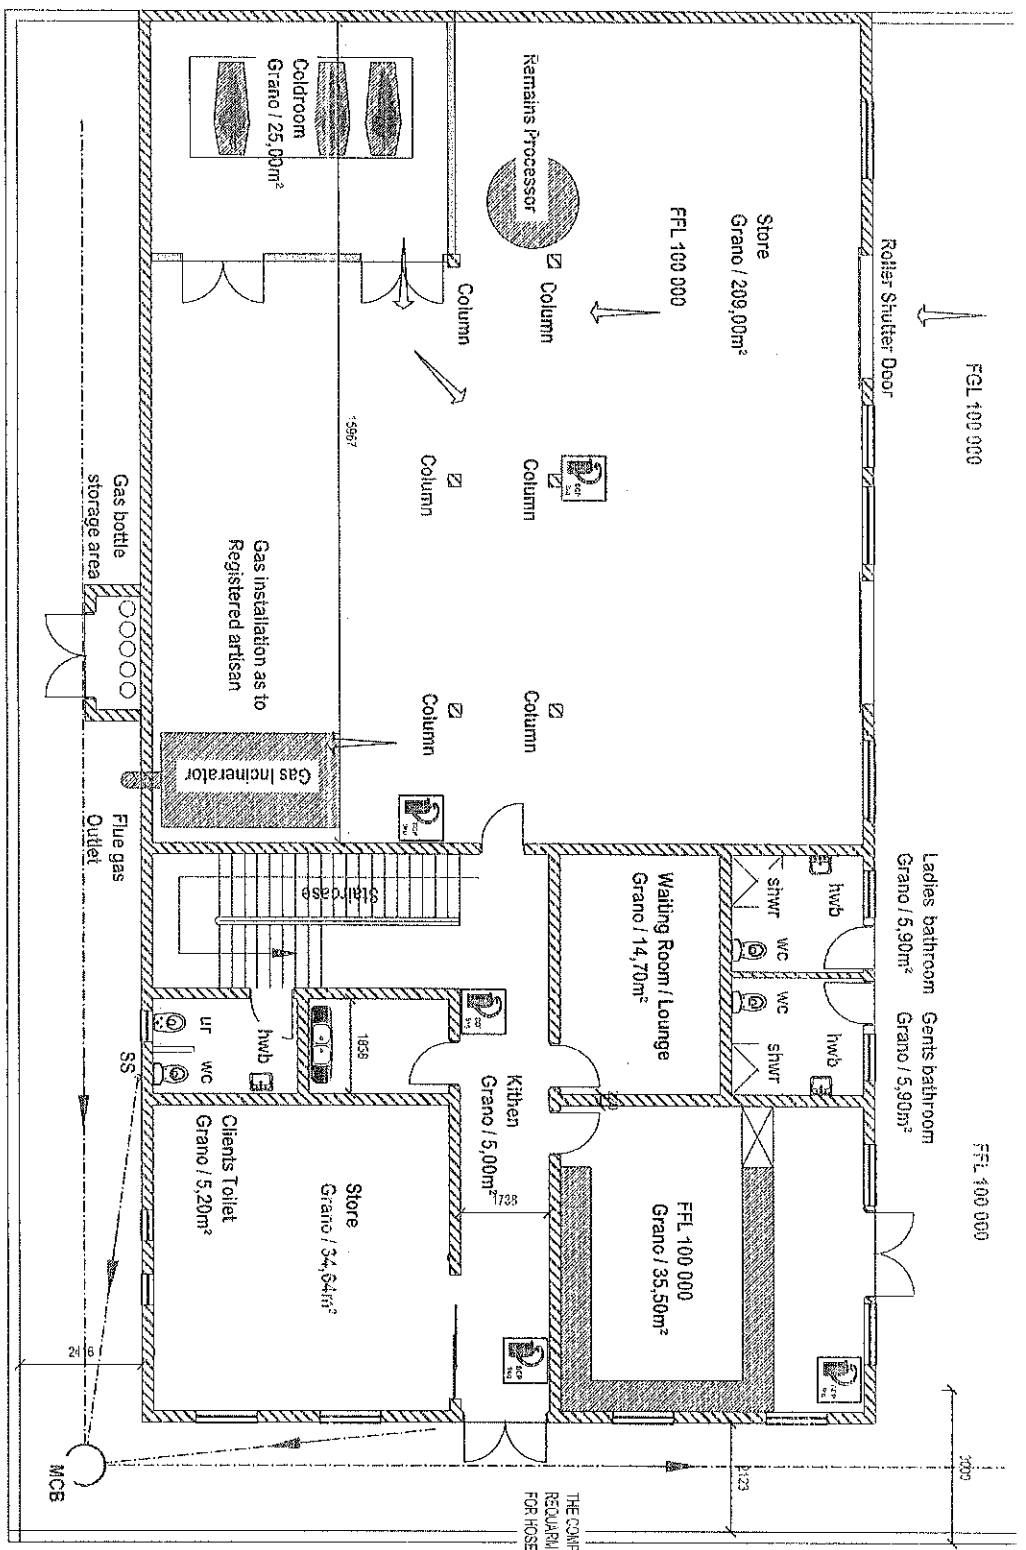 Coldroom
Grano / 25,00m²
Remains Processor
Store
Grano / 209,00m²
FFL 100 000
Roller Shutter Door
FGL 100 000
Column
Column
Column
Column
Column
Column
15967
Gas bottle
storage area
Gas installation as to
Registered artisan
Gas Incinerator
Flue gas
Outlet
Staircase
Waiting Room / Lounge
Grano / 14,70m²
shwr
hwb
wc
Ladies bathroom
Grano / 5,90m²
wc
shwr
hwb
Gents bathroom
Grano / 5,90m²
FFL 100 000
ur
wc
hwb
SS
1838
Kithen
Grano / 5,00m²
1738
Clients Toilet
Grano / 5,20m²
Store
Grano / 34,64m²
FFL 100 000
Grano / 35,50m²
MCB
2123
3000
THE COMP
REQUARM
FOR HOSE